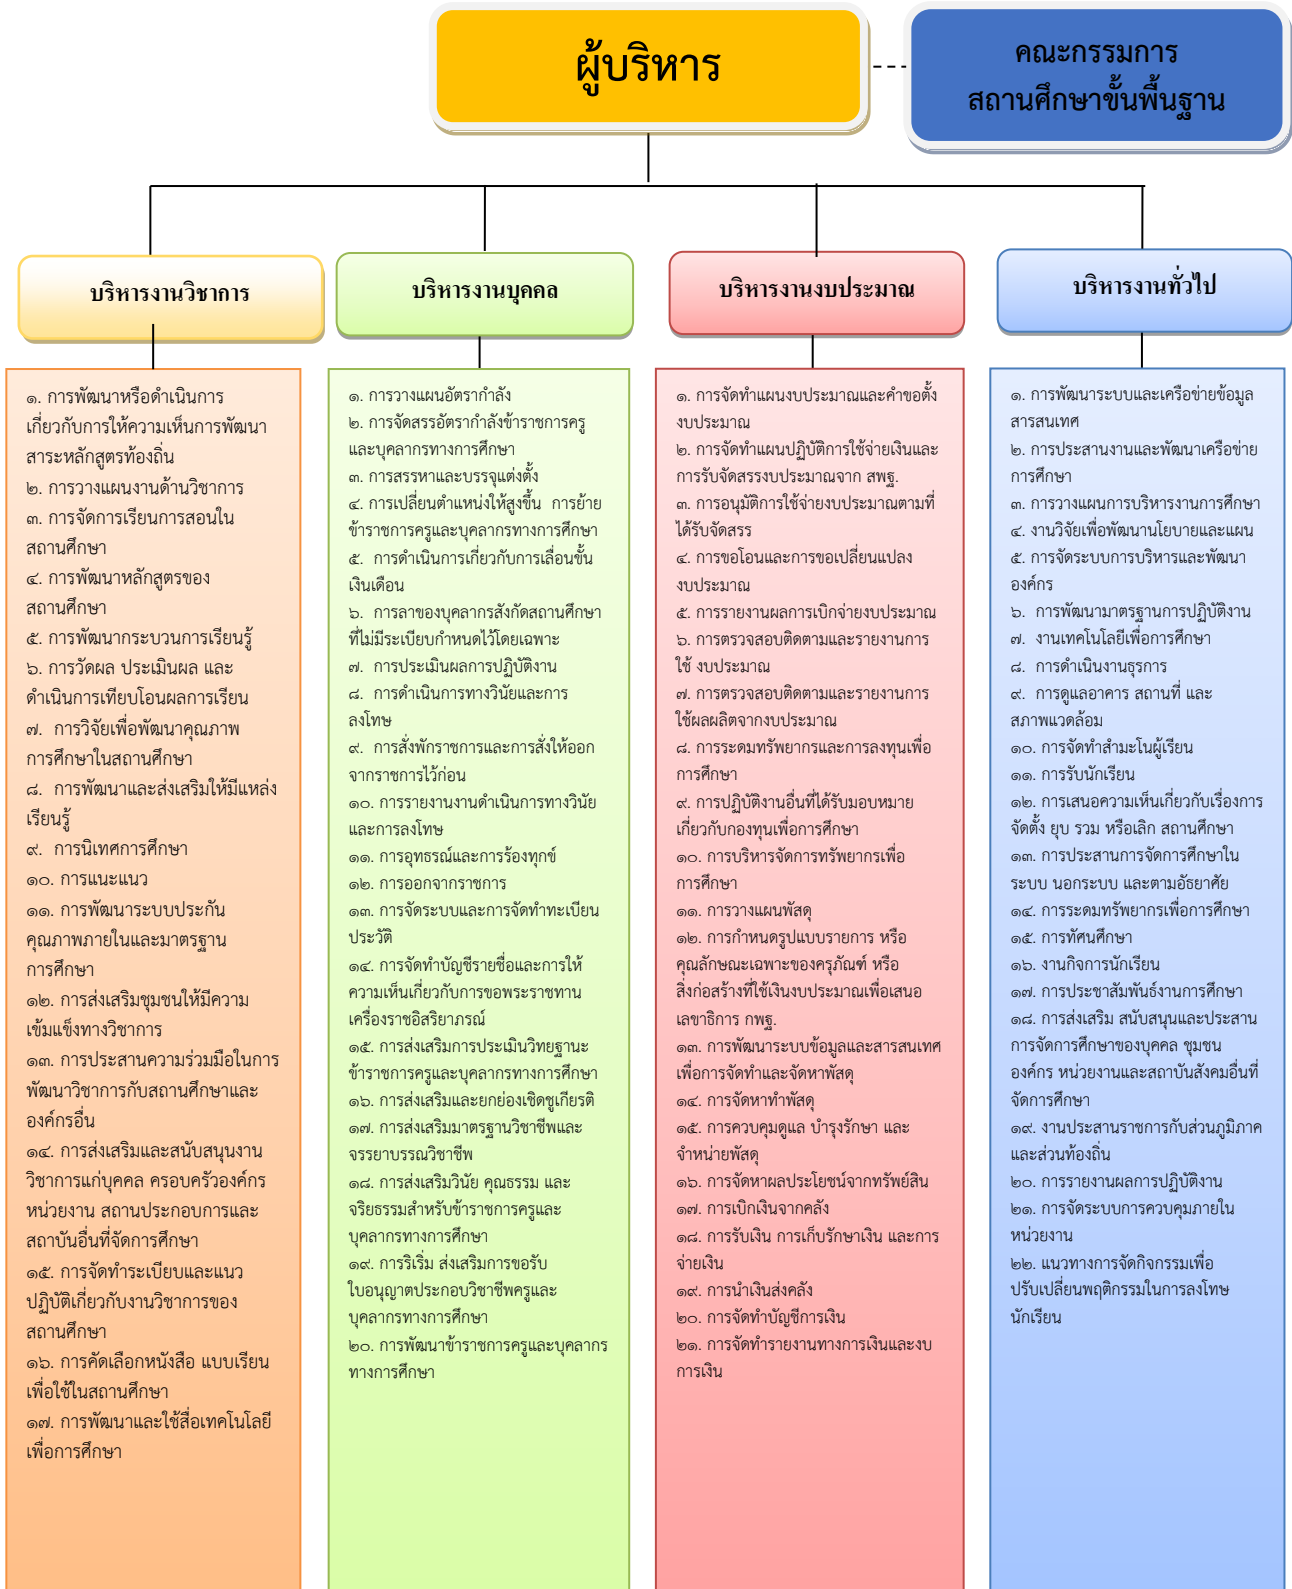 ผู้บริหาร
คณะกรรมการ
สถานศึกษาขั้นพื้นฐาน
บริหารงานวิชาการ
บริหารงานบุคคล
บริหารงานงบประมาณ
บริหารงานทั่วไป
๑. การพัฒนาหรือดำเนินการ
เกี่ยวกับการให้ความเห็นการพัฒนา
สาระหลักสูตรท้องถิ่น
๒. การวางแผนงานด้านวิชาการ
๓. การจัดการเรียนการสอนใน
สถานศึกษา
๔. การพัฒนาหลักสูตรของ
สถานศึกษา
๕. การพัฒนากระบวนการเรียนรู้
๖. การวัดผล ประเมินผล และ
ดำเนินการเทียบโอนผลการเรียน
๗. การวิจัยเพื่อพัฒนาคุณภาพ
การศึกษาในสถานศึกษา
๘. การพัฒนาและส่งเสริมให้มีแหล่ง
เรียนรู้
๙. การนิเทศการศึกษา
๑๐. การแนะแนว
๑๑. การพัฒนาระบบประกัน
คุณภาพภายในและมาตรฐาน
การศึกษา
๑๒. การส่งเสริมชุมชนให้มีความ
เข้มแข็งทางวิชาการ
๑๓. การประสานความร่วมมือในการ
พัฒนาวิชาการกับสถานศึกษาและ
องค์กรอื่น
๑๔. การส่งเสริมและสนับสนุนงาน
วิชาการแก่บุคคล ครอบครัวองค์กร
หน่วยงาน สถานประกอบการและ
สถาบันอื่นที่จัดการศึกษา
๑๕. การจัดทำระเบียบและแนว
ปฏิบัติเกี่ยวกับงานวิชาการของ
สถานศึกษา
๑๖. การคัดเลือกหนังสือ แบบเรียน
เพื่อใช้ในสถานศึกษา
๑๗. การพัฒนาและใช้สื่อเทคโนโลยี
เพื่อการศึกษา
๑. การวางแผนอัตรากำลัง
๒. การจัดสรรอัตรากำลังข้าราชการครู
และบุคลากรทางการศึกษา
๓. การสรรหาและบรรจุแต่งตั้ง
๔. การเปลี่ยนตำแหน่งให้สูงขึ้น การย้าย
ข้าราชการครูและบุคลากรทางการศึกษา
๕. การดำเนินการเกี่ยวกับการเลื่อนขั้น
เงินเดือน
๖. การลาของบุคลากรสังกัดสถานศึกษา
ที่ไม่มีระเบียบกำหนดไว้โดยเฉพาะ
๗. การประเมินผลการปฏิบัติงาน
๘. การดำเนินการทางวินัยและการ
ลงโทษ
๙. การสั่งพักราชการและการสั่งให้ออก
จากราชการไว้ก่อน
๑๐. การรายงานงานดำเนินการทางวินัย
และการลงโทษ
๑๑. การอุทธรณ์และการร้องทุกข์
๑๒. การออกจากราชการ
๑๓. การจัดระบบและการจัดทำทะเบียน
ประวัติ
๑๔. การจัดทำบัญชีรายชื่อและการให้
ความเห็นเกี่ยวกับการขอพระราชทาน
เครื่องราชอิสริยาภรณ์
๑๕. การส่งเสริมการประเมินวิทยฐานะ
ข้าราชการครูและบุคลากรทางการศึกษา
๑๖. การส่งเสริมและยกย่องเชิดชูเกียรติ
๑๗. การส่งเสริมมาตรฐานวิชาชีพและ
จรรยาบรรณวิชาชีพ
๑๘. การส่งเสริมวินัย คุณธรรม และ
จริยธรรมสำหรับข้าราชการครูและ
บุคลากรทางการศึกษา
๑๙. การริเริ่ม ส่งเสริมการขอรับ
ใบอนุญาตประกอบวิชาชีพครูและ
บุคลากรทางการศึกษา
๒๐. การพัฒนาข้าราชการครูและบุคลากร
ทางการศึกษา
๑. การจัดทำแผนงบประมาณและคำขอตั้ง
งบประมาณ
๒. การจัดทำแผนปฏิบัติการใช้จ่ายเงินและ
การรับจัดสรรงบประมาณจาก สพฐ.
๓. การอนุมัติการใช้จ่ายงบประมาณตามที่
ได้รับจัดสรร
๔. การขอโอนและการขอเปลี่ยนแปลง
งบประมาณ
๕. การรายงานผลการเบิกจ่ายงบประมาณ
๖. การตรวจสอบติดตามและรายงานการ
ใช้ งบประมาณ
๗. การตรวจสอบติดตามและรายงานการ
ใช้ผลผลิตจากงบประมาณ
๘. การระดมทรัพยากรและการลงทุนเพื่อ
การศึกษา
๙. การปฏิบัติงานอื่นที่ได้รับมอบหมาย
เกี่ยวกับกองทุนเพื่อการศึกษา
๑๐. การบริหารจัดการทรัพยากรเพื่อ
การศึกษา
๑๑. การวางแผนพัสดุ
๑๒. การกำหนดรูปแบบรายการ หรือ
คุณลักษณะเฉพาะของครุภัณฑ์ หรือ
สิ่งก่อสร้างที่ใช้เงินงบประมาณเพื่อเสนอ
เลขาธิการ กพฐ.
๑๓. การพัฒนาระบบข้อมูลและสารสนเทศ
เพื่อการจัดทำและจัดหาพัสดุ
๑๔. การจัดหาทำพัสดุ
๑๕. การควบคุมดูแล บำรุงรักษา และ
จำหน่ายพัสดุ
๑๖. การจัดหาผลประโยชน์จากทรัพย์สิน
๑๗. การเบิกเงินจากคลัง
๑๘. การรับเงิน การเก็บรักษาเงิน และการ
จ่ายเงิน
๑๙. การนำเงินส่งคลัง
๒๐. การจัดทำบัญชีการเงิน
๒๑. การจัดทำรายงานทางการเงินและงบ
การเงิน
๑. การพัฒนาระบบและเครือข่ายข้อมูล
สารสนเทศ
๒. การประสานงานและพัฒนาเครือข่าย
การศึกษา
๓. การวางแผนการบริหารงานการศึกษา
๔. งานวิจัยเพื่อพัฒนานโยบายและแผน
๕. การจัดระบบการบริหารและพัฒนา
องค์กร
๖. การพัฒนามาตรฐานการปฏิบัติงาน
๗. งานเทคโนโลยีเพื่อการศึกษา
๘. การดำเนินงานธุรการ
๙. การดูแลอาคาร สถานที่ และ
สภาพแวดล้อม
๑๐. การจัดทำสำมะโนผู้เรียน
๑๑. การรับนักเรียน
๑๒. การเสนอความเห็นเกี่ยวกับเรื่องการ
จัดตั้ง ยุบ รวม หรือเลิก สถานศึกษา
๑๓. การประสานการจัดการศึกษาใน
ระบบ นอกระบบ และตามอัธยาศัย
๑๔. การระดมทรัพยากรเพื่อการศึกษา
๑๕. การทัศนศึกษา
๑๖. งานกิจการนักเรียน
๑๗. การประชาสัมพันธ์งานการศึกษา
๑๘. การส่งเสริม สนับสนุนและประสาน
การจัดการศึกษาของบุคคล ชุมชน
องค์กร หน่วยงานและสถาบันสังคมอื่นที่
จัดการศึกษา
๑๙. งานประสานราชการกับส่วนภูมิภาค
และส่วนท้องถิ่น
๒๐. การรายงานผลการปฏิบัติงาน
๒๑. การจัดระบบการควบคุมภายใน
หน่วยงาน
๒๒. แนวทางการจัดกิจกรรมเพื่อ
ปรับเปลี่ยนพฤติกรรมในการลงโทษ
นักเรียน